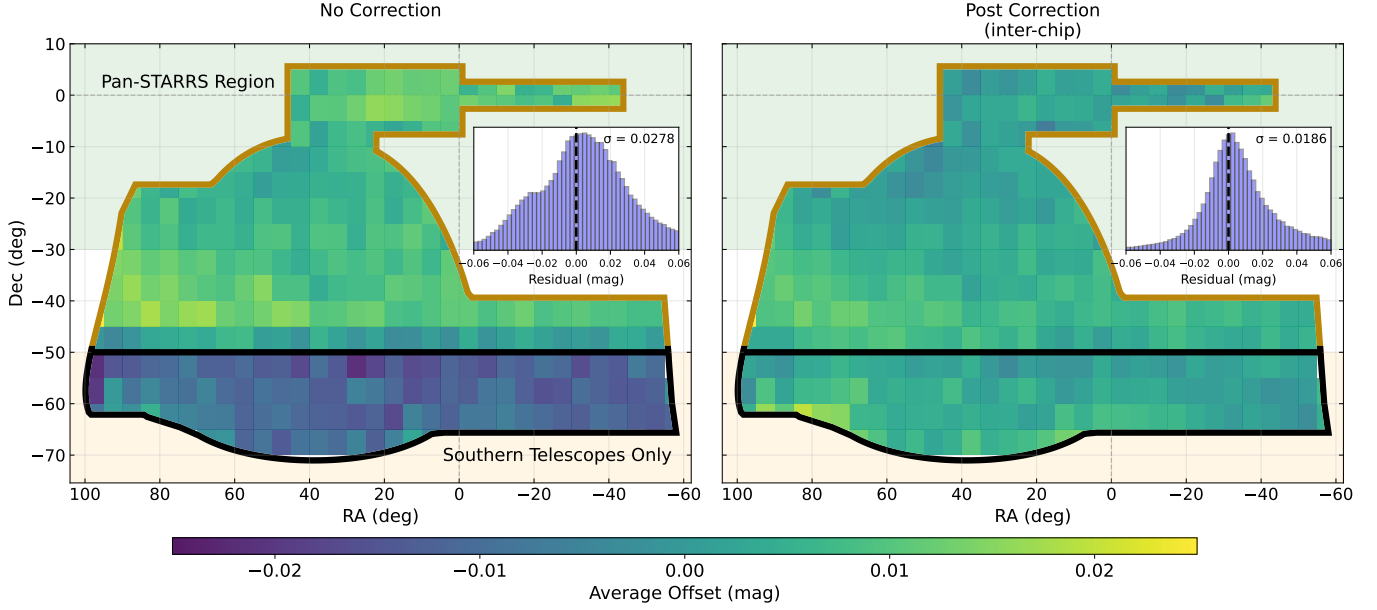 No Correction
Post Correction
(inter-chip)
10
0
−10
−20
−30
−40
−50
−60
−70
Dec (deg)
Pan-STARRS Region
σ = 0.0278
−0.06 −0.04 −0.02 0.00 0.02 0.04 0.06
Residual (mag)
Southern Telescopes Only
100 80 60 40 20 0 −20 −40 −60
RA (deg)
σ = 0.0186
−0.06 −0.04 −0.02 0.00 0.02 0.04 0.06
Residual (mag)
100 80 60 40 20 0 −20 −40 −60
RA (deg)
−0.02 −0.01 0.00 0.01 0.02
Average Offset (mag)